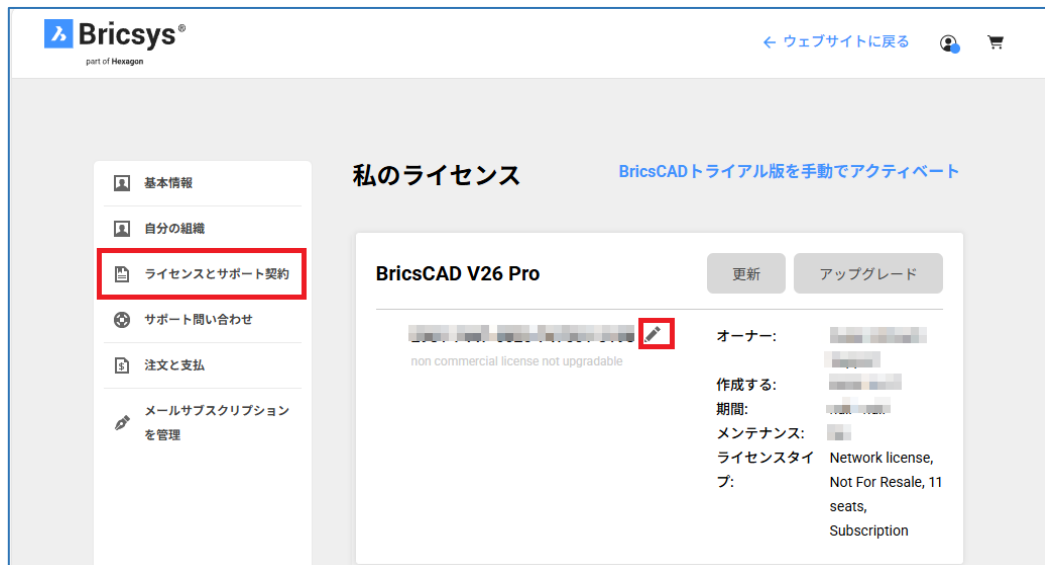 Bricsys®
part of Hexagon
← ウェブサイトに戻る
基本情報
自分の組織
ライセンスとサポート契約
サポート問い合わせ
注文と支払
メールサブスクリプション
を管理
私のライセンス
BricsCADトライアル版を手動でアクティベート
BricsCAD V26 Pro
更新
アップグレード
non commercial license not upgradable
オーナー:
作成する:
期間:
メンテナンス:
ライセンスタイ
プ:
Network license,
Not For Resale, 11
seats,
Subscription